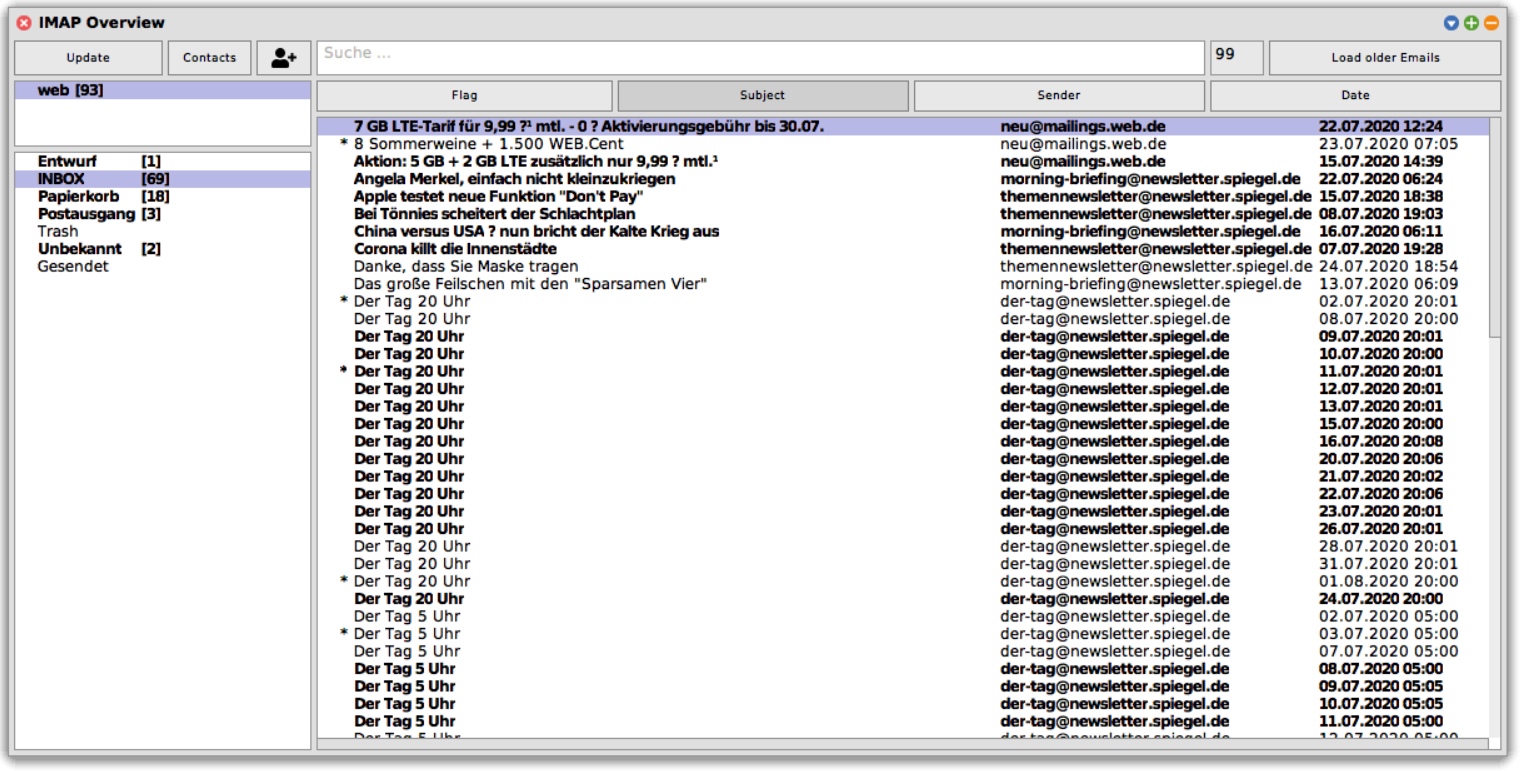 IMAP Overview
Update Contacts Suche ... 99 Load older Emails
web [93]
Flag Subject Sender Date
Entwurf [1]
INBOX [69]
Papierkorb [18]
Postausgang [3]
Trash
Unbekannt [2]
Gesendet
7 GB LTE-Tarif für 9,99 ?¹ mtl. - 0 ? Aktivierungsgebühr bis 30.07. neu@mailings.web.de 22.07.2020 12:24
* 8 Sommerweine + 1.500 WEB.Cent neu@mailings.web.de 23.07.2020 07:05
Aktion: 5 GB + 2 GB LTE zusätzlich nur 9,99 ? mtl.¹ neu@mailings.web.de 15.07.2020 14:39
Angela Merkel, einfach nicht kleinzukriegen morning-briefing@newsletter.spiegel.de 22.07.2020 06:24
Apple testet neue Funktion "Don't Pay" themennewsletter@newsletter.spiegel.de 15.07.2020 18:38
Bei Tönnies scheitert der Schlachtplan themennewsletter@newsletter.spiegel.de 08.07.2020 19:03
China versus USA ? nun bricht der Kalte Krieg aus morning-briefing@newsletter.spiegel.de 16.07.2020 06:11
Corona killt die Innenstädte themennewsletter@newsletter.spiegel.de 07.07.2020 19:28
Danke, dass Sie Maske tragen themennewsletter@newsletter.spiegel.de 24.07.2020 18:54
Das große Feilschen mit den "Sparsamen Vier" morning-briefing@newsletter.spiegel.de 13.07.2020 06:09
* Der Tag 20 Uhr der-tag@newsletter.spiegel.de 02.07.2020 20:01
Der Tag 20 Uhr der-tag@newsletter.spiegel.de 08.07.2020 20:00
Der Tag 20 Uhr der-tag@newsletter.spiegel.de 09.07.2020 20:01
Der Tag 20 Uhr der-tag@newsletter.spiegel.de 10.07.2020 20:00
* Der Tag 20 Uhr der-tag@newsletter.spiegel.de 11.07.2020 20:01
Der Tag 20 Uhr der-tag@newsletter.spiegel.de 12.07.2020 20:01
Der Tag 20 Uhr der-tag@newsletter.spiegel.de 13.07.2020 20:01
Der Tag 20 Uhr der-tag@newsletter.spiegel.de 15.07.2020 20:00
Der Tag 20 Uhr der-tag@newsletter.spiegel.de 16.07.2020 20:08
Der Tag 20 Uhr der-tag@newsletter.spiegel.de 20.07.2020 20:06
Der Tag 20 Uhr der-tag@newsletter.spiegel.de 21.07.2020 20:02
Der Tag 20 Uhr der-tag@newsletter.spiegel.de 22.07.2020 20:06
Der Tag 20 Uhr der-tag@newsletter.spiegel.de 23.07.2020 20:01
Der Tag 20 Uhr der-tag@newsletter.spiegel.de 26.07.2020 20:01
Der Tag 20 Uhr der-tag@newsletter.spiegel.de 28.07.2020 20:01
Der Tag 20 Uhr der-tag@newsletter.spiegel.de 31.07.2020 20:01
* Der Tag 20 Uhr der-tag@newsletter.spiegel.de 01.08.2020 20:00
Der Tag 20 Uhr der-tag@newsletter.spiegel.de 24.07.2020 20:00
Der Tag 5 Uhr der-tag@newsletter.spiegel.de 02.07.2020 05:00
* Der Tag 5 Uhr der-tag@newsletter.spiegel.de 03.07.2020 05:00
Der Tag 5 Uhr der-tag@newsletter.spiegel.de 07.07.2020 05:00
Der Tag 5 Uhr der-tag@newsletter.spiegel.de 08.07.2020 05:00
Der Tag 5 Uhr der-tag@newsletter.spiegel.de 09.07.2020 05:05
Der Tag 5 Uhr der-tag@newsletter.spiegel.de 10.07.2020 05:05
Der Tag 5 Uhr der-tag@newsletter.spiegel.de 11.07.2020 05:00
Der Tag 5 Uhr der-tag@newsletter.spiegel.de 12.07.2020 05:00